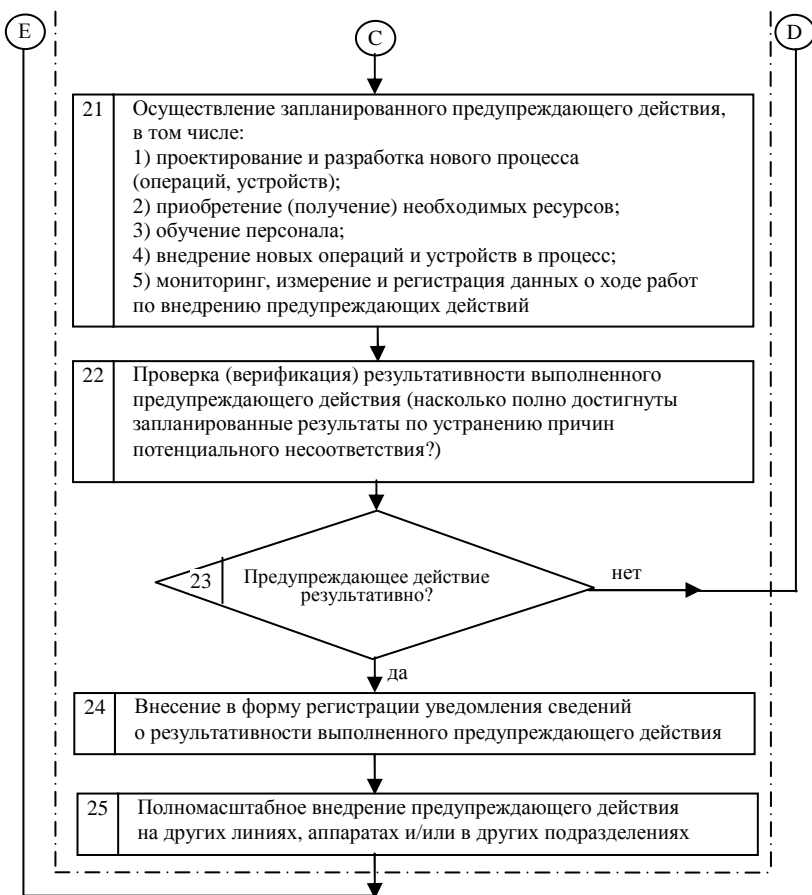 E
C
D
21
Осуществление запланированного предупреждающего действия,
в том числе:
1) проектирование и разработка нового процесса
(операций, устройств);
2) приобретение (получение) необходимых ресурсов;
3) обучение персонала;
4) внедрение новых операций и устройств в процесс;
5) мониторинг, измерение и регистрация данных о ходе работ
по внедрению предупреждающих действий
22
Проверка (верификация) результативности выполненного
предупреждающего действия (насколько полно достигнуты
запланированные результаты по устранению причин
потенциального несоответствия?)
23
Предупреждающее действие
результативно?
нет
да
24
Внесение в форму регистрации уведомления сведений
о результативности выполненного предупреждающего действия
25
Полномасштабное внедрение предупреждающего действия
на других линиях, аппаратах и/или в других подразделениях